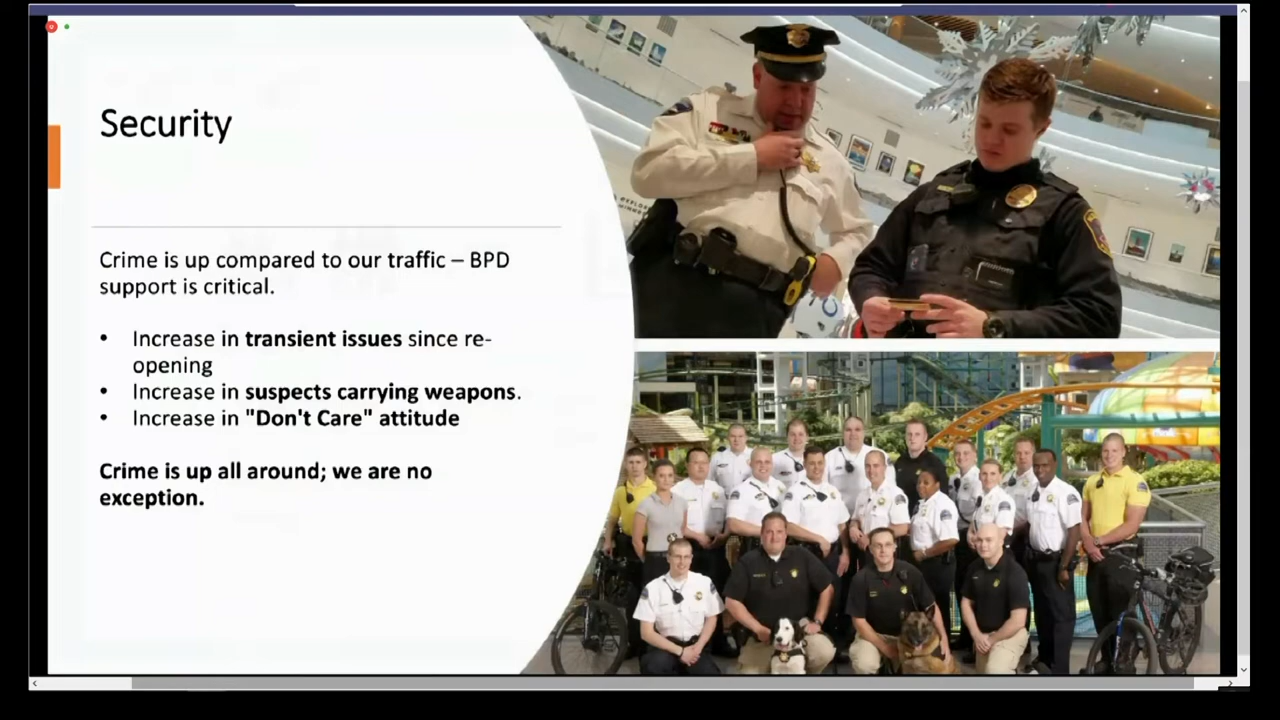 Security
Crime is up compared to our traffic – BPD
support is critical.
• Increase in transient issues since re-
opening
• Increase in suspects carrying weapons.
• Increase in "Don't Care" attitude
Crime is up all around; we are no
exception.